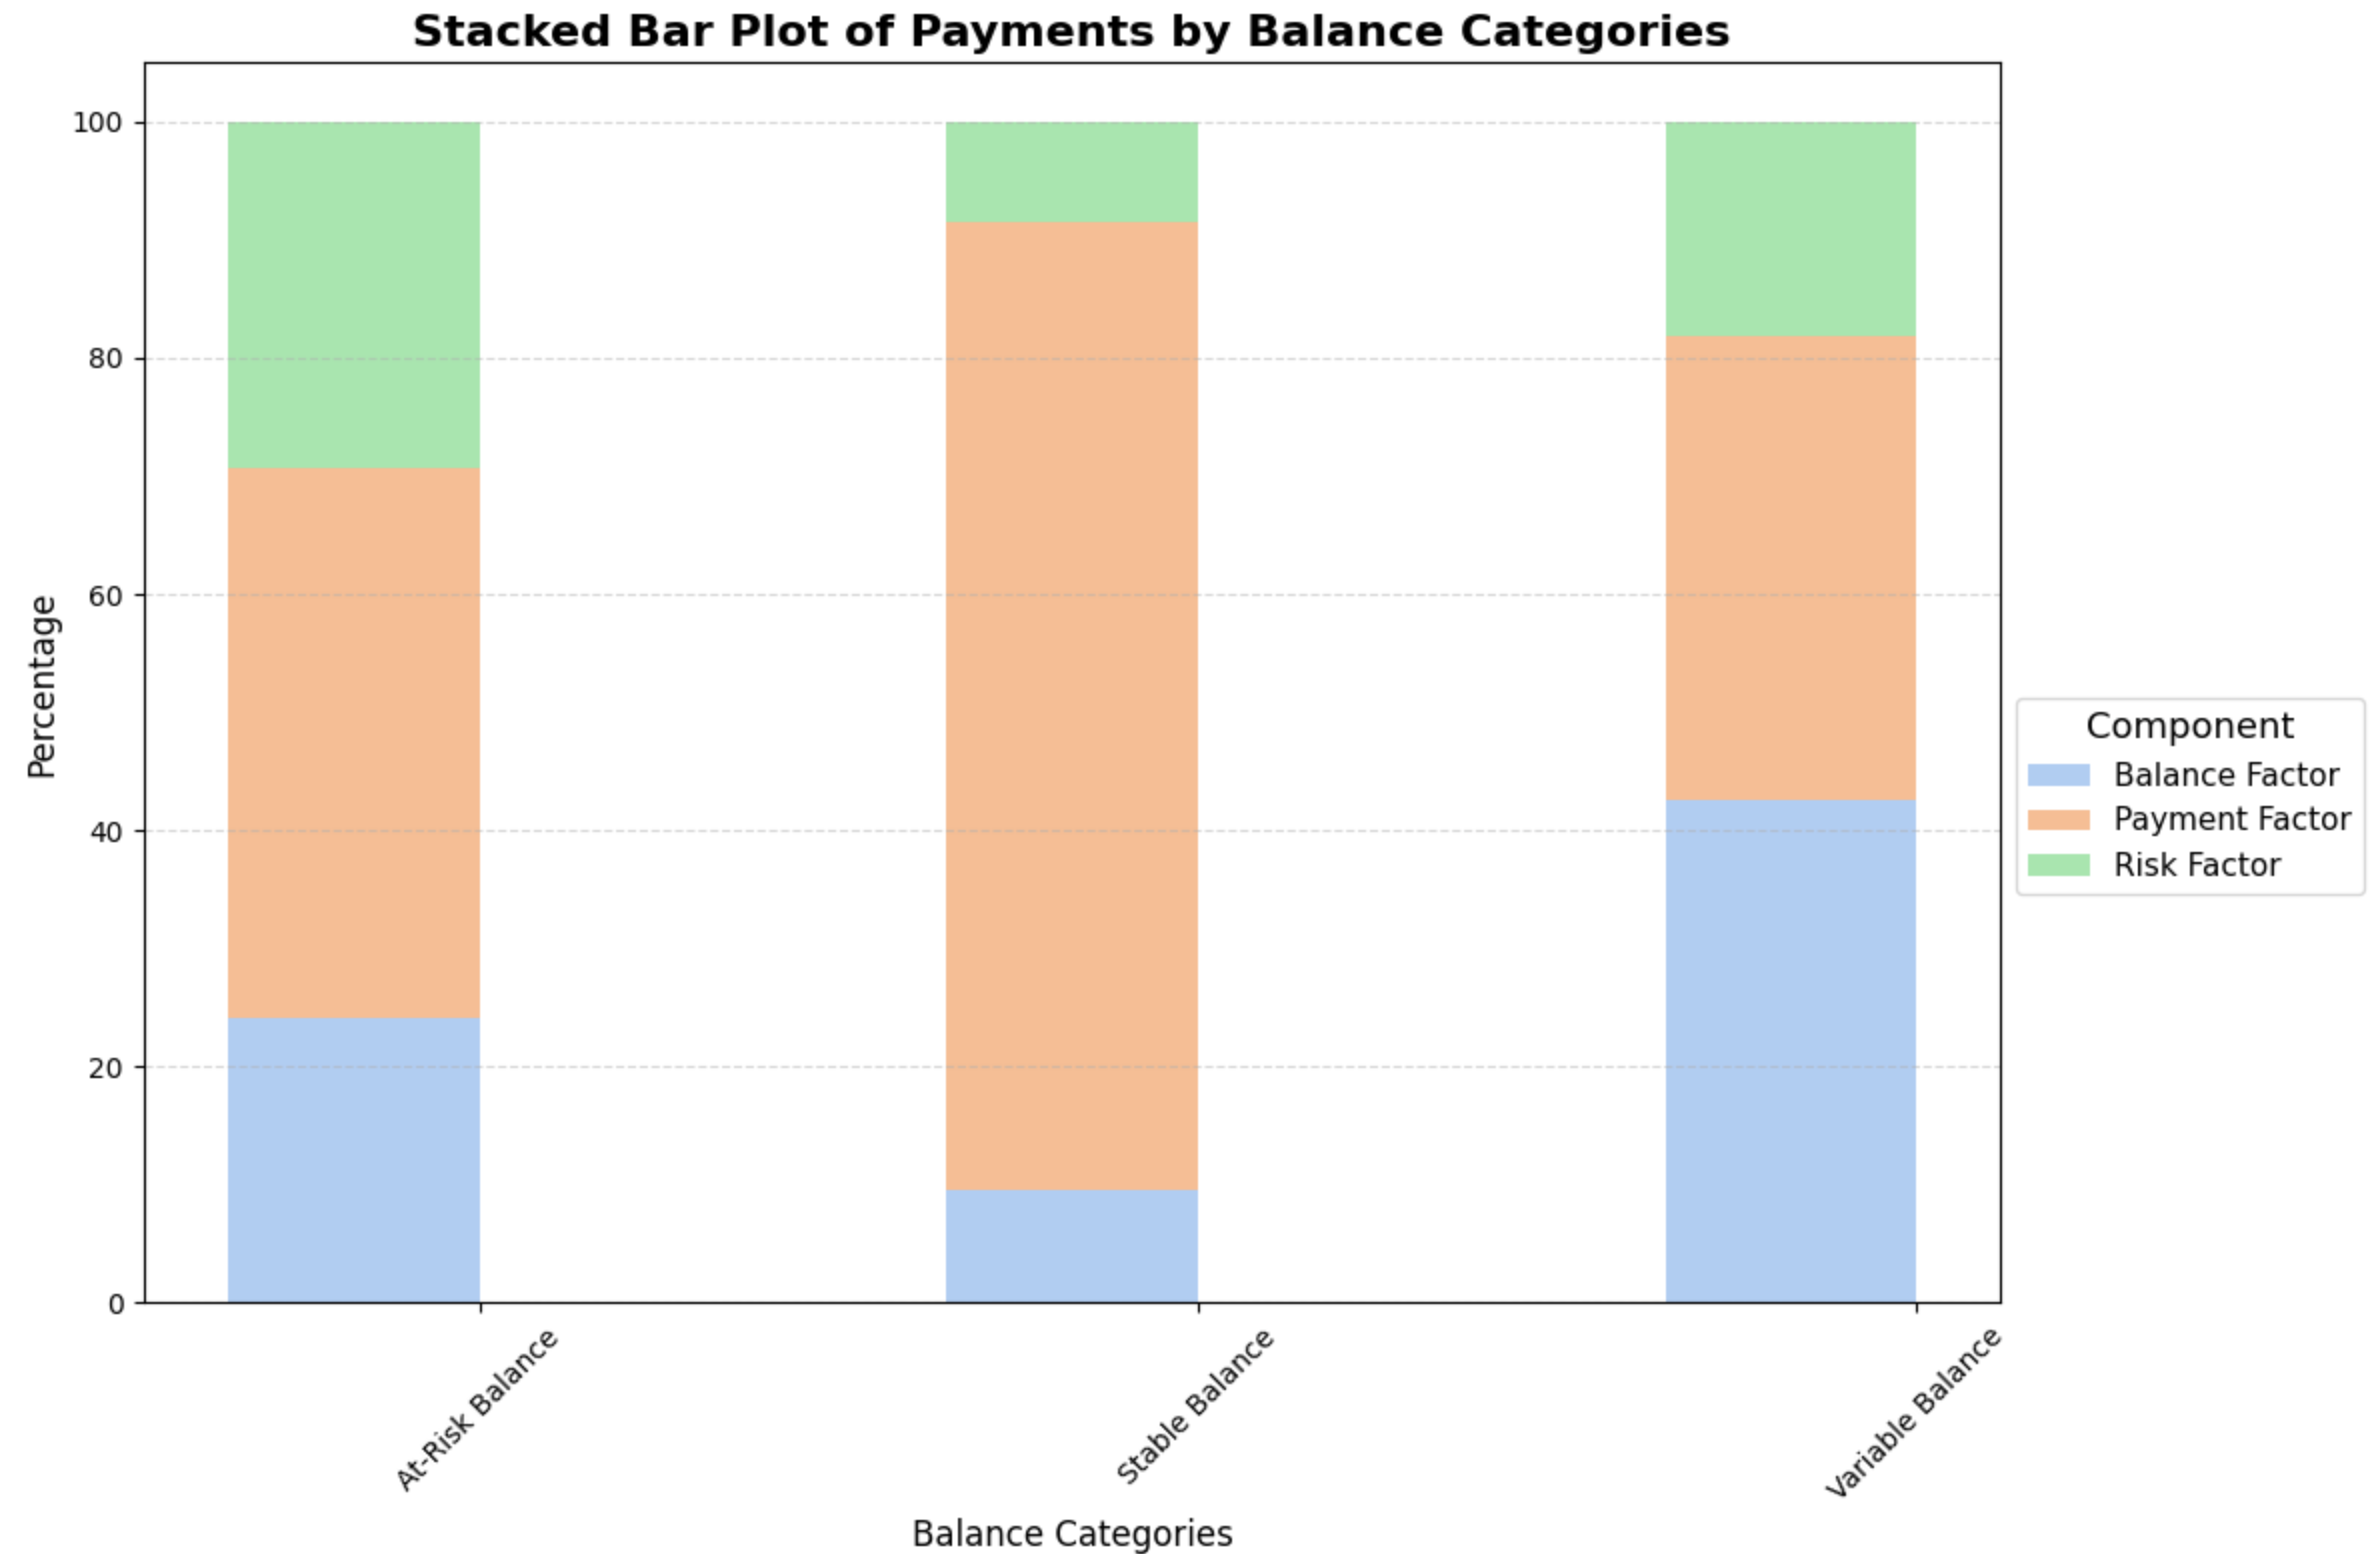 Stacked Bar Plot of Payments by Balance Categories
Percentage
100
80
60
40
20
0
At-Risk Balance
Stable Balance
Variable Balance
Balance Categories
Component
Balance Factor
Payment Factor
Risk Factor